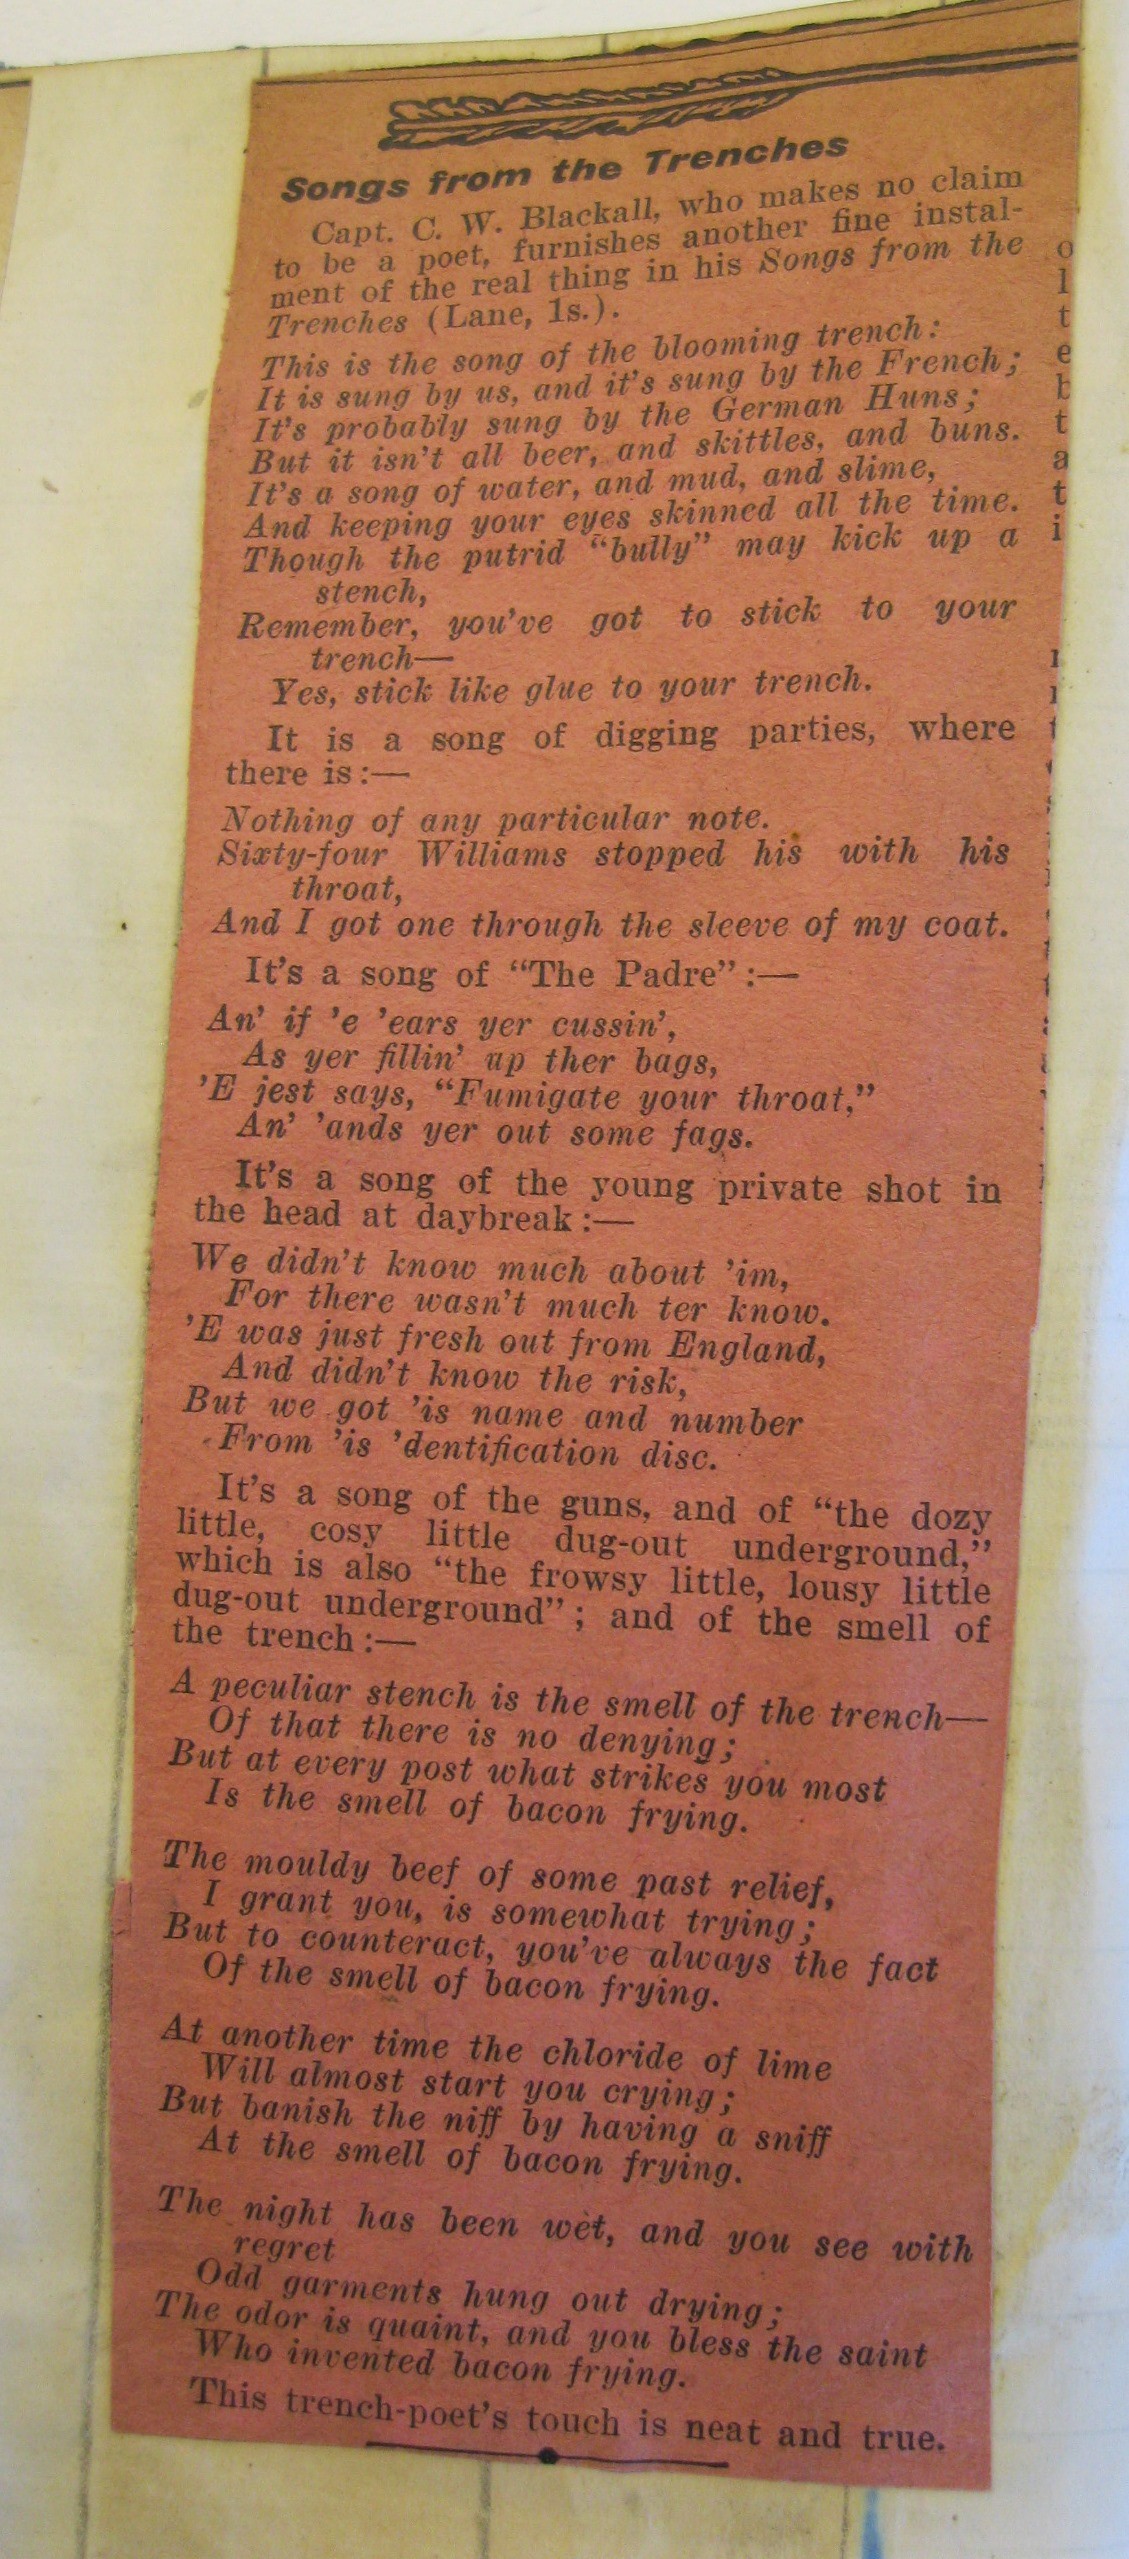 Songs from the Trenches
Capt. C. W. Blackall, who makes no claim
to be a poet, furnishes another fine instal-
ment of the real thing in his Songs from the
Trenches (Lane, 1s.).
This is the song of the blooming trench:
It is sung by us, and it's sung by the French;
It's probably sung by the German Huns;
But it isn't all beer, and skittles, and buns.
It's a song of water, and mud, and slime,
And keeping your eyes skinned all the time.
Though the putrid "bully" may kick up a
stench,
Remember, you've got to stick to your
trench—
Yes, stick like glue to your trench.
It is a song of digging parties, where
there is:—
Nothing of any particular note.
Sixty-four Williams stopped his with his
throat,
And I got one through the sleeve of my coat.
It's a song of "The Padre":—
An' if 'e 'ears yer cussin',
As yer fillin' up ther bags,
'E jest says, "Fumigate your throat,"
An' 'ands yer out some fags.
It's a song of the young private shot in
the head at daybreak:—
We didn't know much about 'im,
For there wasn't much ter know.
'E was just fresh out from England,
And didn't know the risk,
But we got 'is name and number
From 'is 'dentification disc.
It's a song of the guns, and of "the dozy
little, cosy little dug-out underground,"
which is also "the frowsy little, lousy little
dug-out underground"; and of the smell of
the trench:—
A peculiar stench is the smell of the trench—
Of that there is no denying;
But at every post what strikes you most
Is the smell of bacon frying.
The mouldy beef of some past relief,
I grant you, is somewhat trying;
But to counteract, you've always the fact
Of the smell of bacon frying.
At another time the chloride of lime
Will almost start you crying;
But banish the niff by having a sniff
At the smell of bacon frying.
The night has been wet, and you see with
regret
Odd garments hung out drying;
The odor is quaint, and you bless the saint
Who invented bacon frying.
This trench-poet's touch is neat and true.